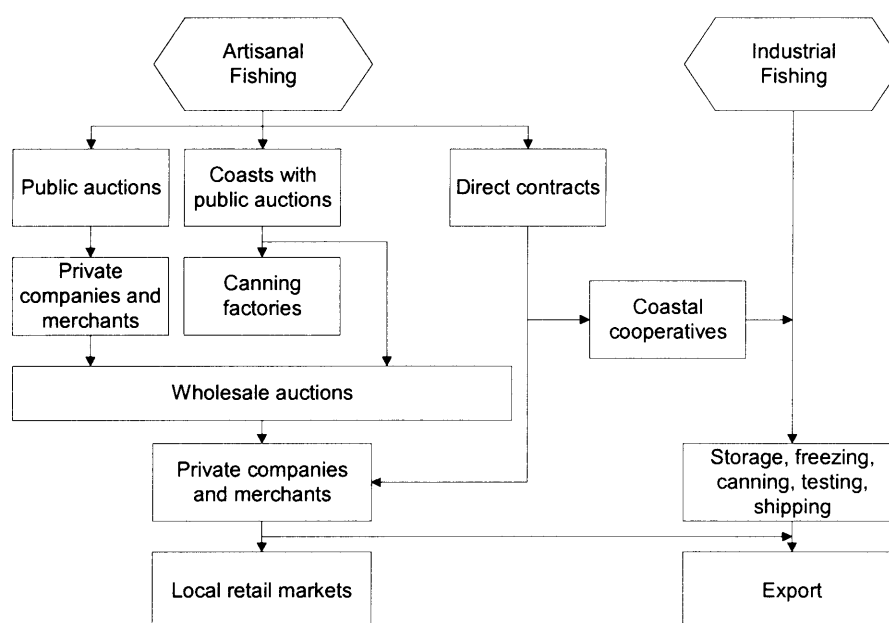 Artisanal
Fishing
Industrial
Fishing
Public auctions
Coasts with
public auctions
Direct contracts
Private
companies and
merchants
Canning
factories
Coastal
cooperatives
Wholesale auctions
Private companies
and merchants
Storage, freezing,
canning, testing,
shipping
Local retail markets
Export